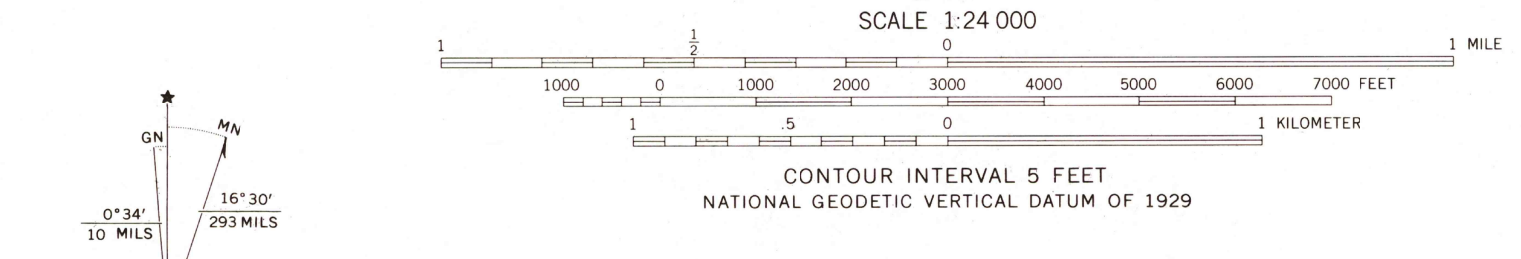 SCALE 1:24 000
1 ½ 0 1 MILE
1000 0 1000 2000 3000 4000 5000 6000 7000 FEET
1 .5 0 1 KILOMETER
CONTOUR INTERVAL 5 FEET
NATIONAL GEODETIC VERTICAL DATUM OF 1929
★
GN MN
0°34′
10 MILS
16°30′
293 MILS